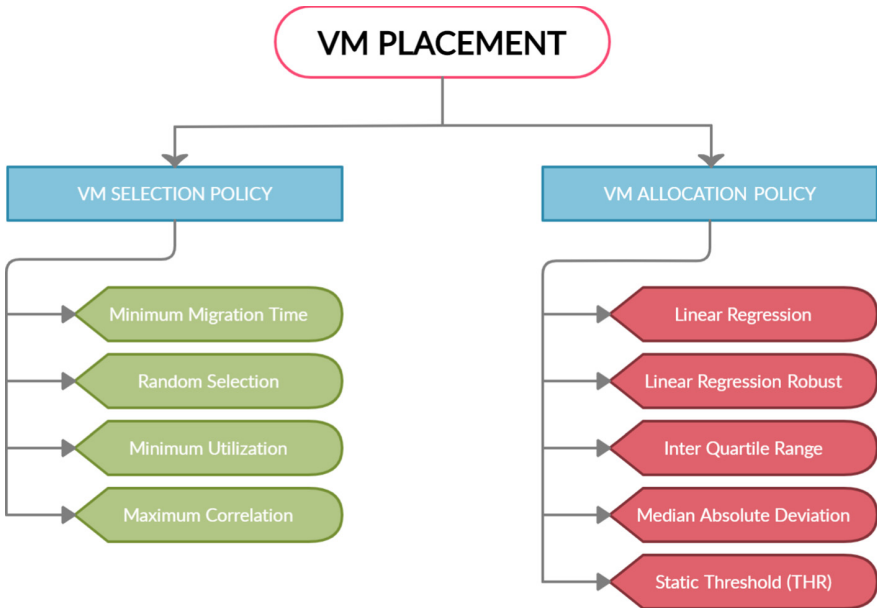 VM PLACEMENT
VM SELECTION POLICY
Minimum Migration Time
Random Selection
Minimum Utilization
Maximum Correlation
VM ALLOCATION POLICY
Linear Regression
Linear Regression Robust
Inter Quartile Range
Median Absolute Deviation
Static Threshold (THR)